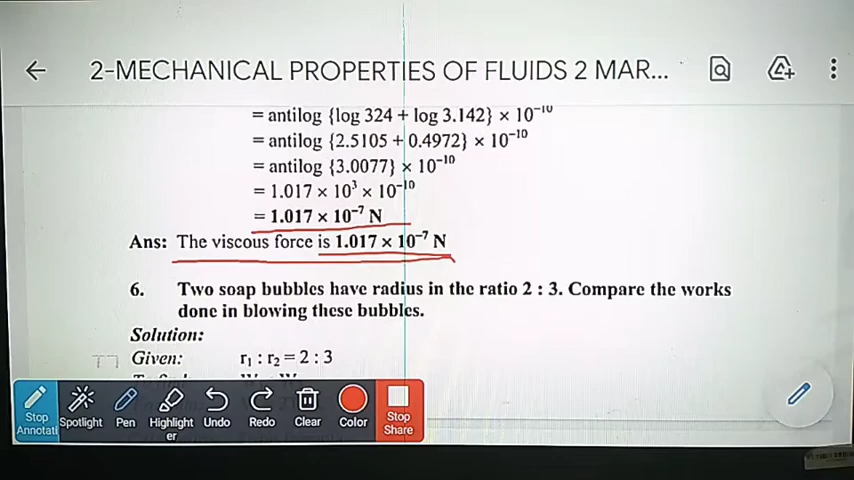 2-MECHANICAL PROPERTIES OF FLUIDS 2 MAR...
= antilog {log 324 + log 3.142} × 10⁻¹⁰
= antilog {2.5105 + 0.4972} × 10⁻¹⁰
= antilog {3.0077} × 10⁻¹⁰
= 1.017 × 10³ × 10⁻¹⁰
= 1.017 × 10⁻⁷ N
Ans: The viscous force is 1.017 × 10⁻⁷ N
6. Two soap bubbles have radius in the ratio 2 : 3. Compare the works
done in blowing these bubbles.
Solution:
Given: r₁ : r₂ = 2 : 3
Stop Annotati
Spotlight
Pen
Highlighter
Undo
Redo
Clear
Color
Stop Share